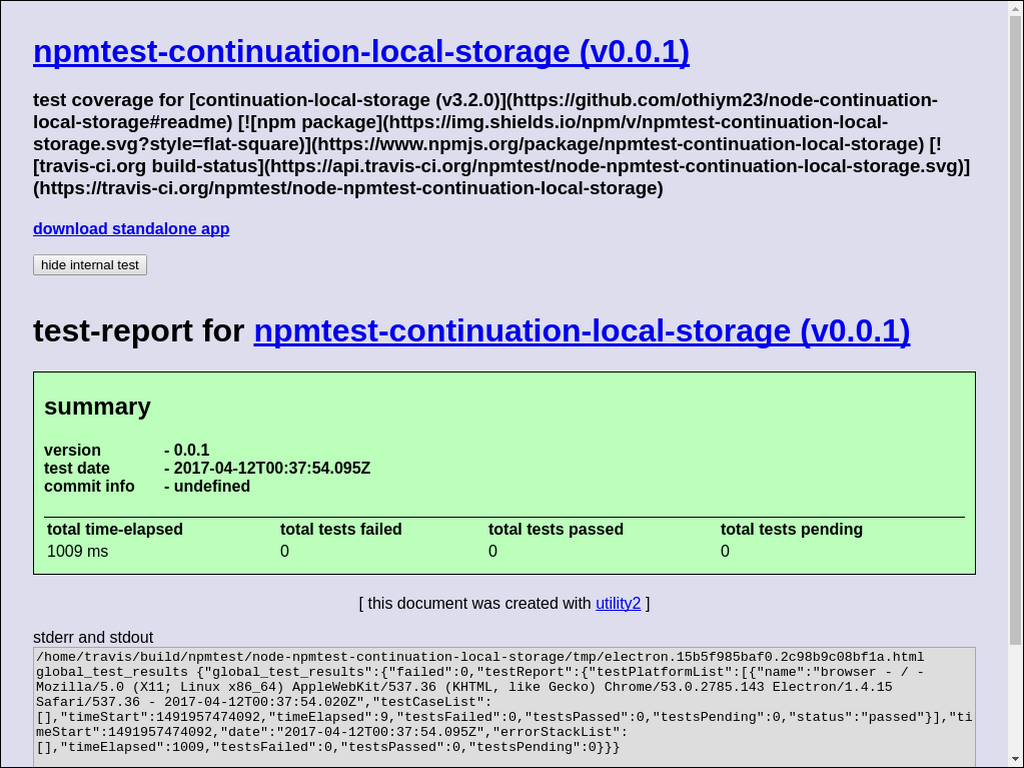 npmtest-continuation-local-storage (v0.0.1)
test coverage for [continuation-local-storage (v3.2.0)](https://github.com/othiym23/node-continuation-
local-storage#readme) [![npm package](https://img.shields.io/npm/v/npmtest-continuation-local-
storage.svg?style=flat-square)](https://www.npmjs.org/package/npmtest-continuation-local-storage) [!
[travis-ci.org build-status](https://api.travis-ci.org/npmtest/node-npmtest-continuation-local-storage.svg)]
(https://travis-ci.org/npmtest/node-npmtest-continuation-local-storage)
download standalone app
hide internal test
test-report for npmtest-continuation-local-storage (v0.0.1)
summary
version - 0.0.1
test date - 2017-04-12T00:37:54.095Z
commit info - undefined
total time-elapsed total tests failed total tests passed total tests pending
1009 ms 0 0 0
[ this document was created with utility2 ]
stderr and stdout
/home/travis/build/npmtest/node-npmtest-continuation-local-storage/tmp/electron.15b5f985baf0.2c98b9c08bf1a.html
global_test_results {"global_test_results":{"failed":0,"testReport":{"testPlatformList":[{"name":"browser - / -
Mozilla/5.0 (X11; Linux x86_64) AppleWebKit/537.36 (KHTML, like Gecko) Chrome/53.0.2785.143 Electron/1.4.15
Safari/537.36 - 2017-04-12T00:37:54.020Z","testCaseList":
[],"timeStart":1491957474092,"timeElapsed":9,"testsFailed":0,"testsPassed":0,"testsPending":0,"status":"passed"}],"ti
meStart":1491957474092,"date":"2017-04-12T00:37:54.095Z","errorStackList":
[],"timeElapsed":1009,"testsFailed":0,"testsPassed":0,"testsPending":0}}}